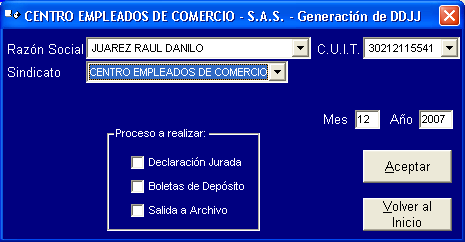 CENTRO EMPLEADOS DE COMERCIO - S.A.S. - Generación de DDJJ
Razón Social JUAREZ RAUL DANILO C.U.I.T. 30212115541
Sindicato CENTRO EMPLEADOS DE COMERCIO
Mes 12 Año 2007
Proceso a realizar:
Declaración Jurada
Boletas de Depósito
Salida a Archivo
Aceptar
Volver al
Inicio